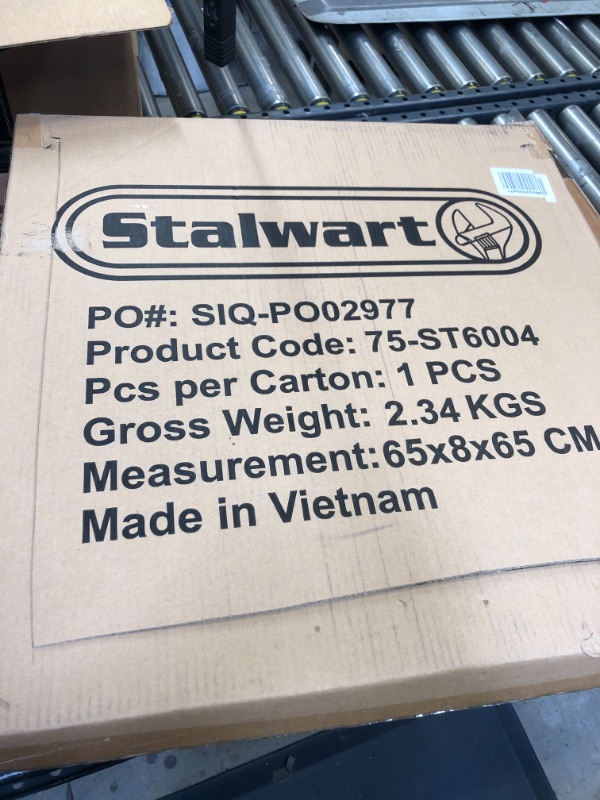 Stalwart
PO#: SIQ-PO02977
Product Code: 75-ST6004
Pcs per Carton: 1 PCS
Gross Weight: 2.34 KGS
Measurement: 65x8x65 CM
Made in Vietnam